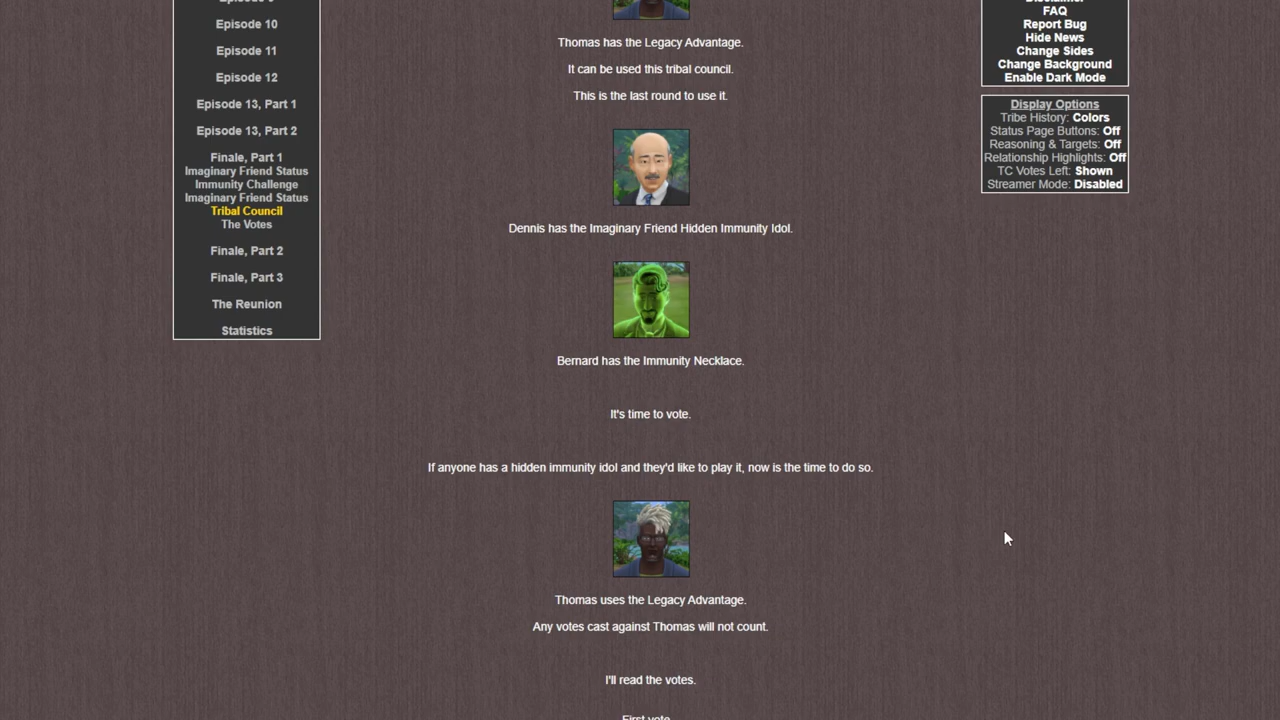 Episode 9
Episode 10
Episode 11
Episode 12
Episode 13, Part 1
Episode 13, Part 2
Finale, Part 1
Imaginary Friend Status
Immunity Challenge
Imaginary Friend Status
Tribal Council
The Votes
Finale, Part 2
Finale, Part 3
The Reunion
Statistics
Thomas has the Legacy Advantage.
It can be used this tribal council.
This is the last round to use it.
Dennis has the Imaginary Friend Hidden Immunity Idol.
Bernard has the Immunity Necklace.
It's time to vote.
If anyone has a hidden immunity idol and they'd like to play it, now is the time to do so.
Thomas uses the Legacy Advantage.
Any votes cast against Thomas will not count.
I'll read the votes.
First vote
Disclaimer
FAQ
Report Bug
Hide News
Change Sides
Change Background
Enable Dark Mode
Display Options
Tribe History: Colors
Status Page Buttons: Off
Reasoning & Targets: Off
Relationship Highlights: Off
TC Votes Left: Shown
Streamer Mode: Disabled